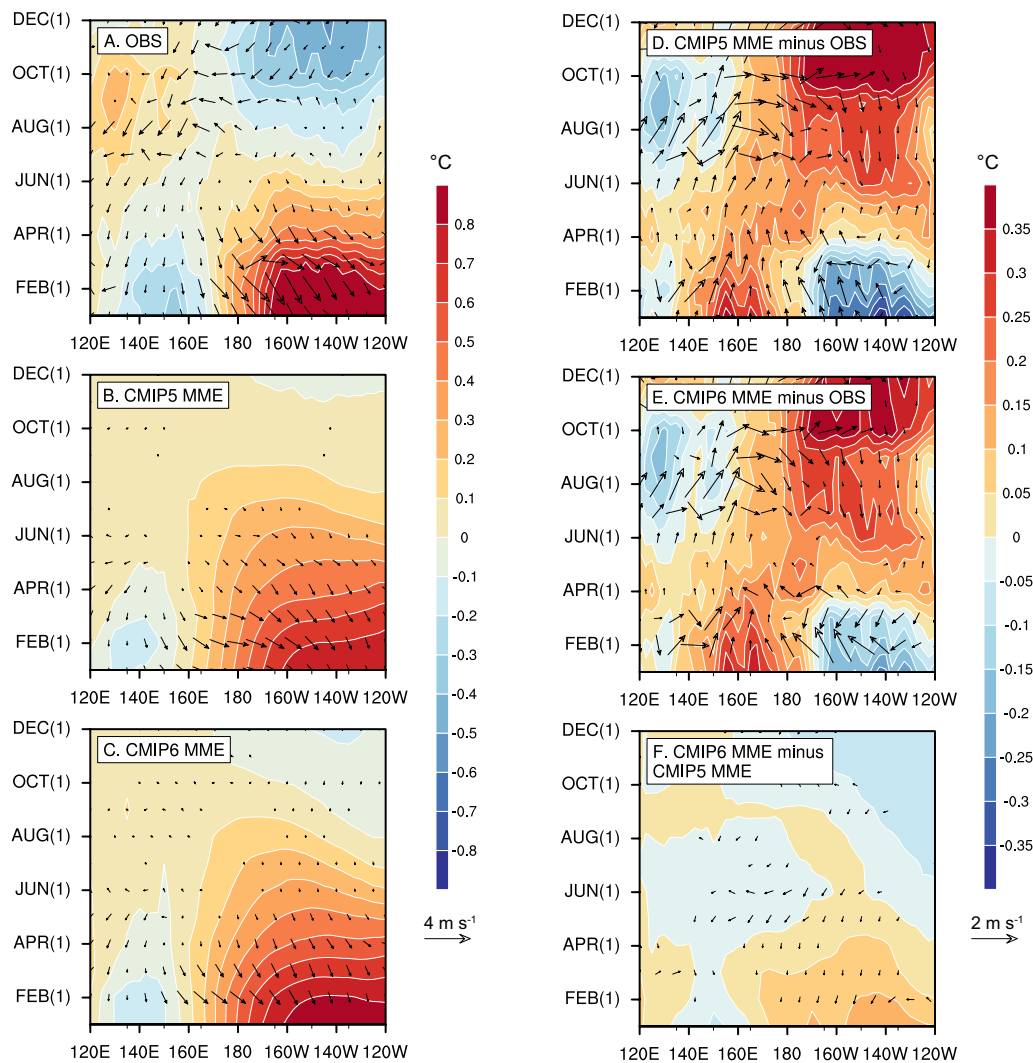 A. OBS
DEC(1)
OCT(1)
AUG(1)
JUN(1)
APR(1)
FEB(1)
120E 140E 160E 180 160W 140W 120W
B. CMIP5 MME
DEC(1)
OCT(1)
AUG(1)
JUN(1)
APR(1)
FEB(1)
120E 140E 160E 180 160W 140W 120W
C. CMIP6 MME
DEC(1)
OCT(1)
AUG(1)
JUN(1)
APR(1)
FEB(1)
120E 140E 160E 180 160W 140W 120W
°C
0.8
0.7
0.6
0.5
0.4
0.3
0.2
0.1
0
-0.1
-0.2
-0.3
-0.4
-0.5
-0.6
-0.7
-0.8
4 m s⁻¹
D. CMIP5 MME minus OBS
DEC(1)
OCT(1)
AUG(1)
JUN(1)
APR(1)
FEB(1)
120E 140E 160E 180 160W 140W 120W
E. CMIP6 MME minus OBS
DEC(1)
OCT(1)
AUG(1)
JUN(1)
APR(1)
FEB(1)
120E 140E 160E 180 160W 140W 120W
F. CMIP6 MME minus
CMIP5 MME
DEC(1)
OCT(1)
AUG(1)
JUN(1)
APR(1)
FEB(1)
120E 140E 160E 180 160W 140W 120W
°C
0.35
0.3
0.25
0.2
0.15
0.1
0.05
0
-0.05
-0.1
-0.15
-0.2
-0.25
-0.3
-0.35
2 m s⁻¹